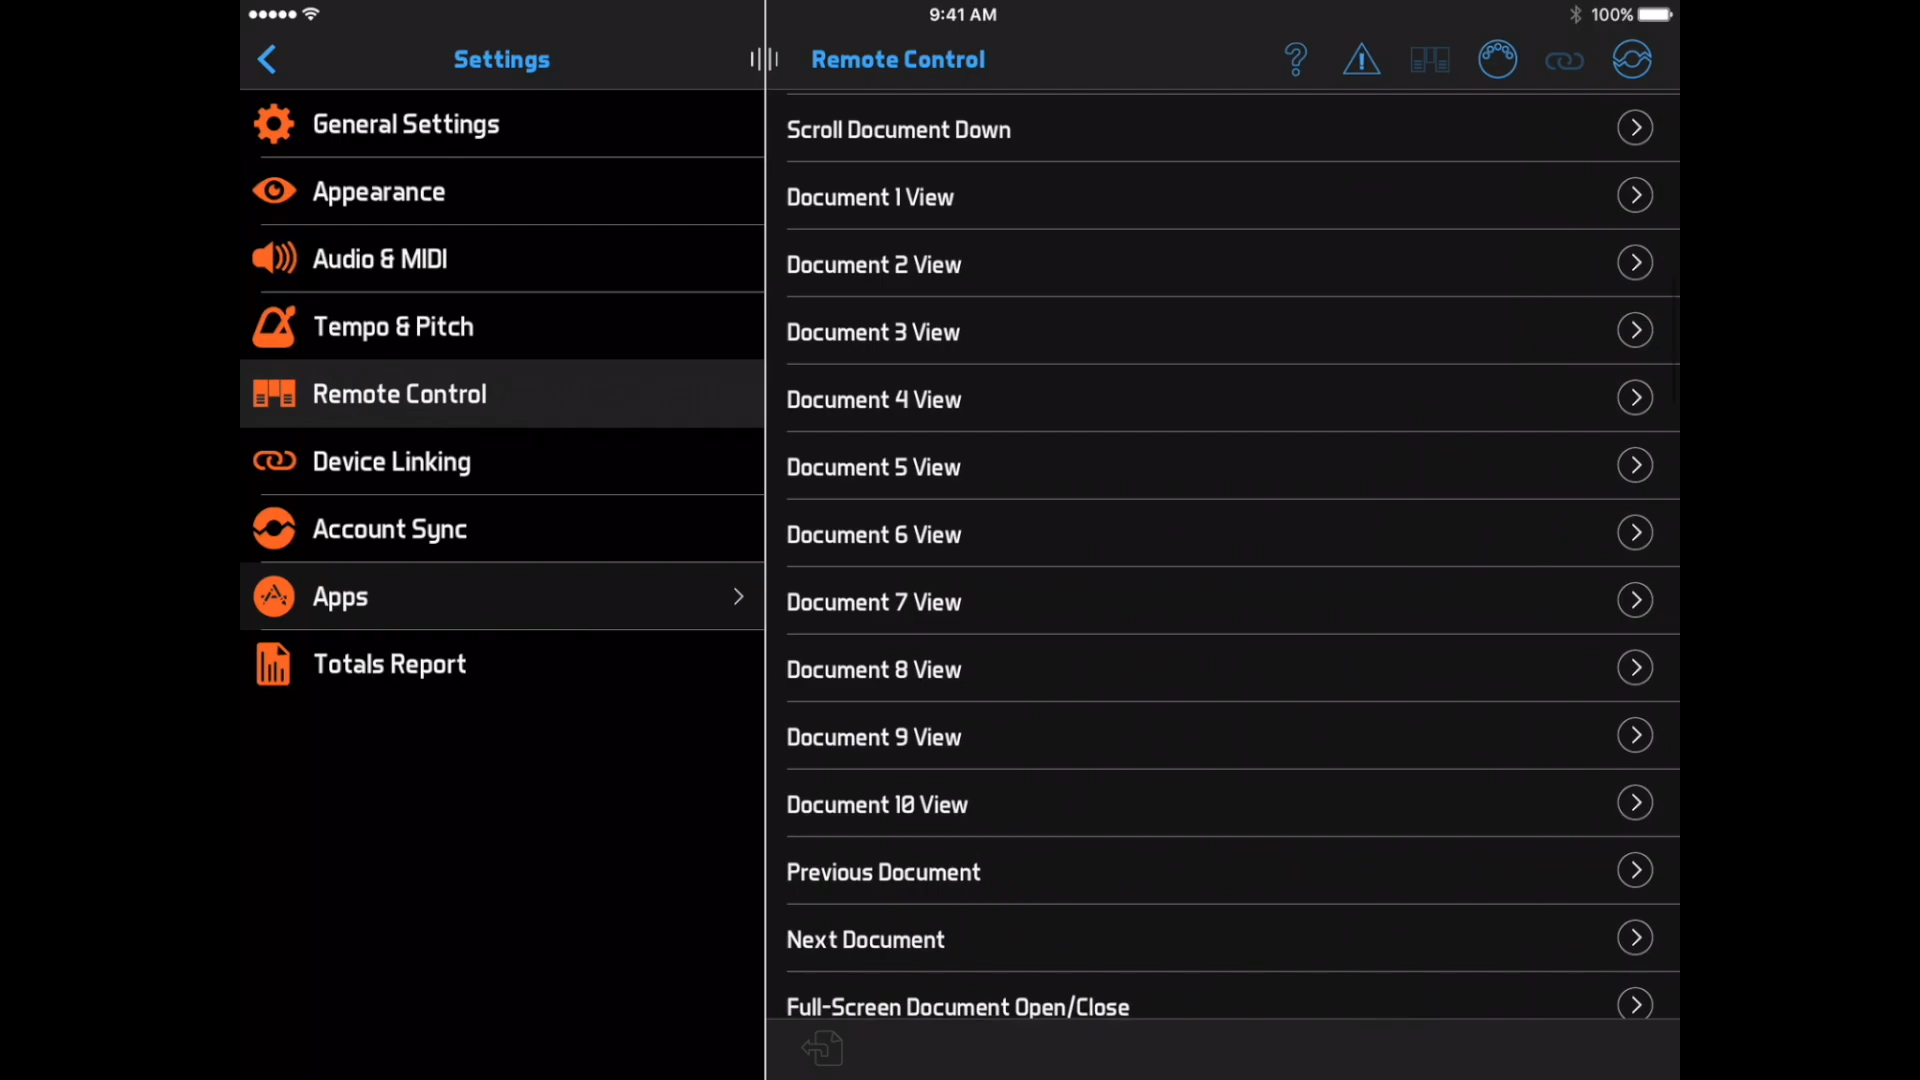 9:41 AM
100%
Settings
Remote Control
General Settings
Appearance
Audio & MIDI
Tempo & Pitch
Remote Control
Device Linking
Account Sync
Apps
Totals Report
Scroll Document Down
Document 1 View
Document 2 View
Document 3 View
Document 4 View
Document 5 View
Document 6 View
Document 7 View
Document 8 View
Document 9 View
Document 10 View
Previous Document
Next Document
Full-Screen Document Open/Close